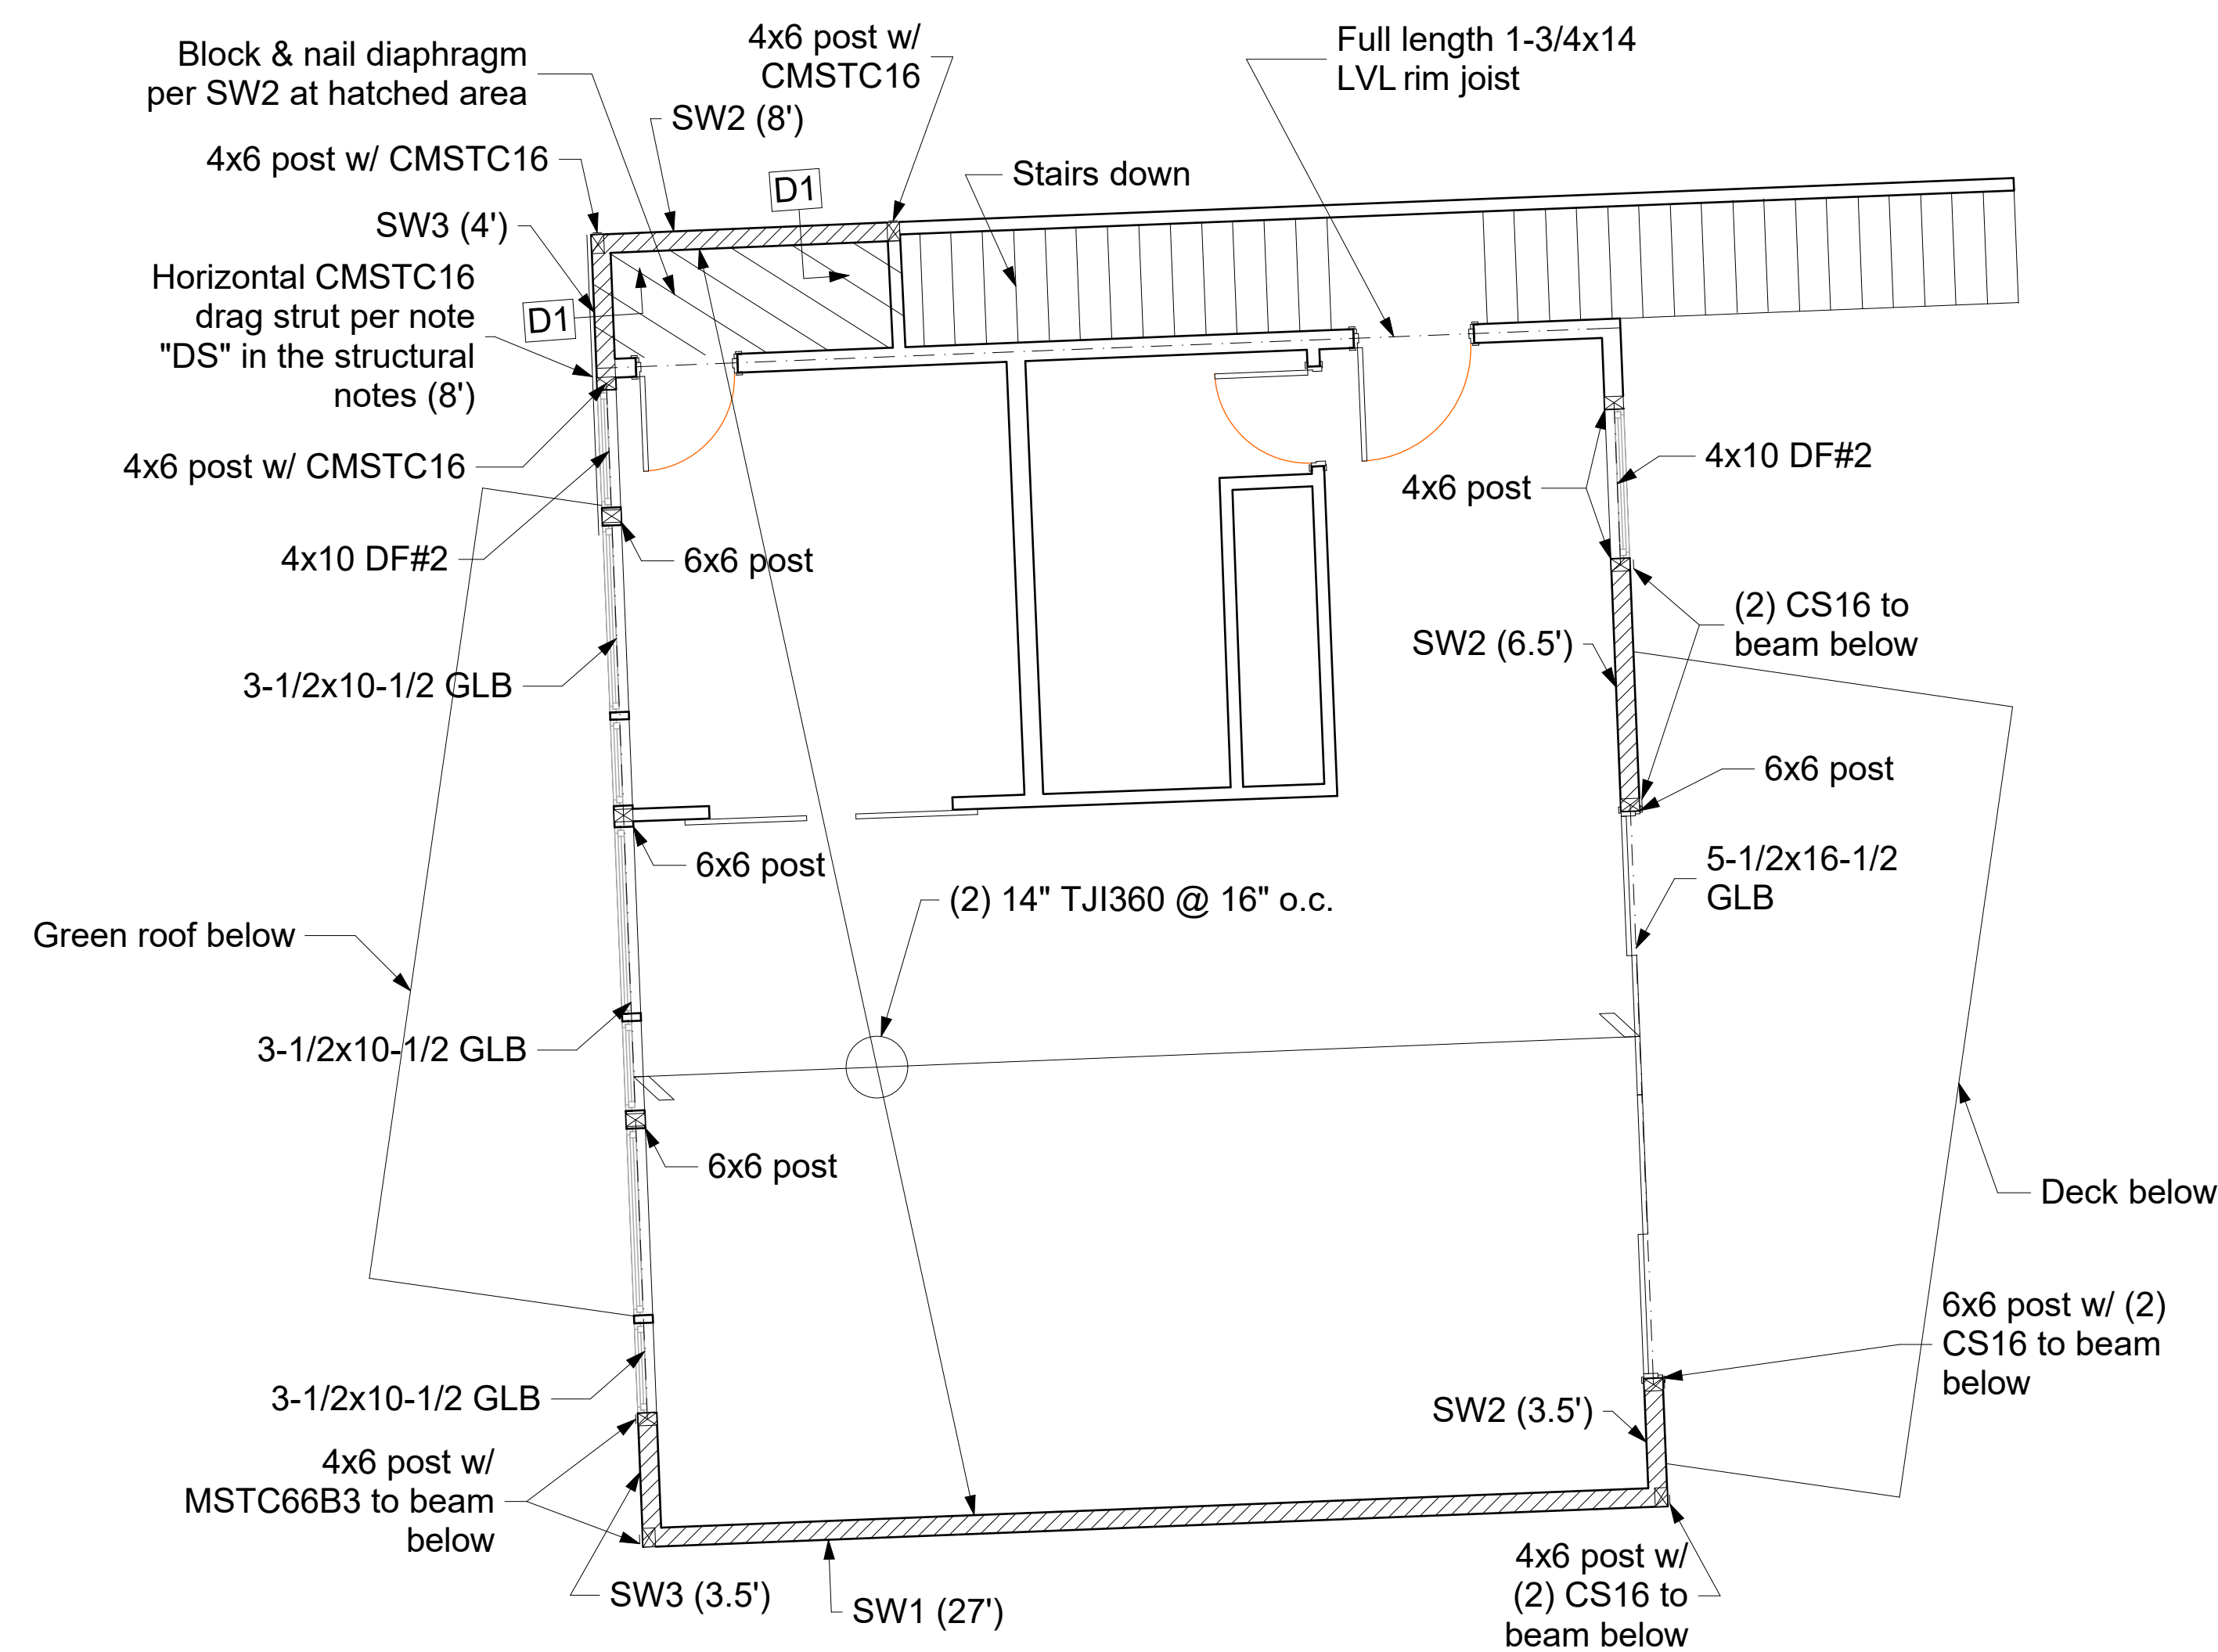 Block & nail diaphragm
per SW2 at hatched area
4x6 post w/
CMSTC16
Full length 1-3/4x14
LVL rim joist
SW2 (8')
4x6 post w/ CMSTC16
Stairs down
D1
SW3 (4')
Horizontal CMSTC16
drag strut per note
"DS" in the structural
notes (8')
D1
4x6 post w/ CMSTC16
4x10 DF#2
4x6 post
4x10 DF#2
6x6 post
(2) CS16 to
beam below
SW2 (6.5')
3-1/2x10-1/2 GLB
6x6 post
6x6 post
5-1/2x16-1/2
GLB
(2) 14" TJI360 @ 16" o.c.
Green roof below
3-1/2x10-1/2 GLB
6x6 post
Deck below
6x6 post w/ (2)
CS16 to beam
below
3-1/2x10-1/2 GLB
SW2 (3.5')
4x6 post w/
MSTC66B3 to beam
below
SW3 (3.5')
SW1 (27')
4x6 post w/
(2) CS16 to
beam below